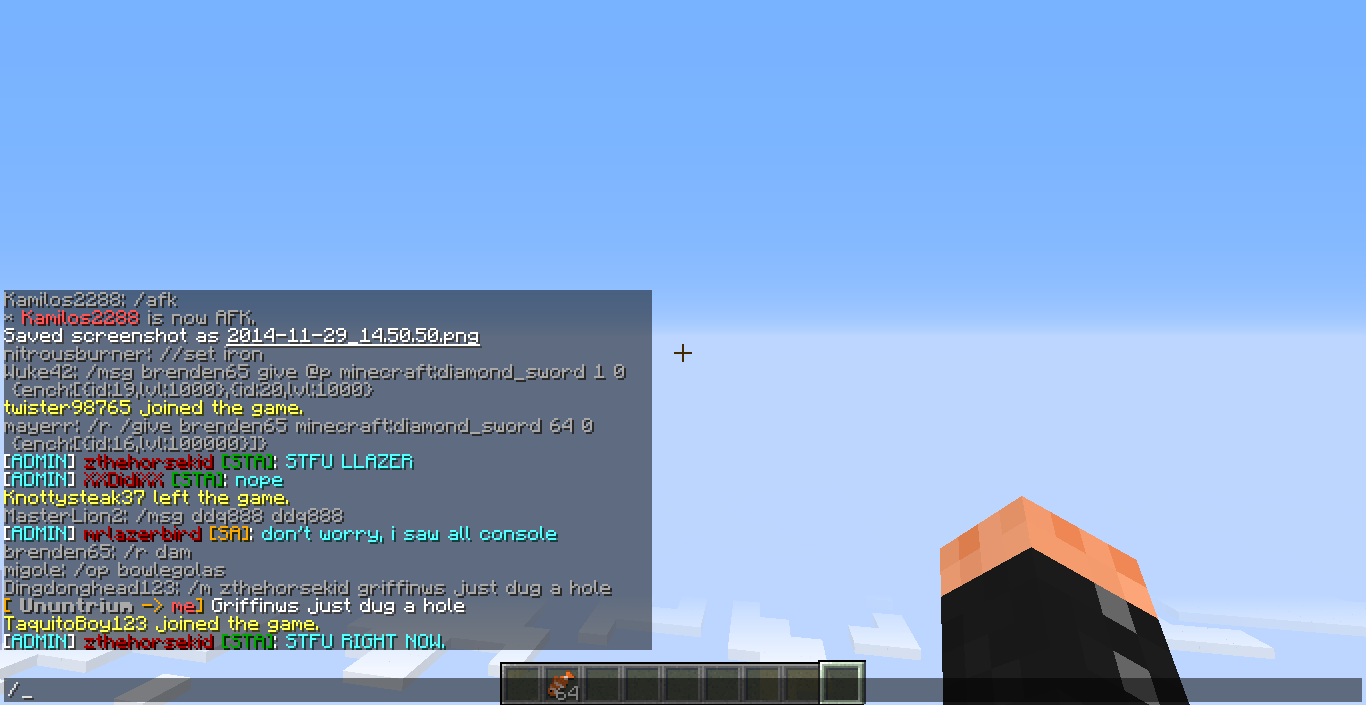 Kamilos2288: /afk
* Kamilos2288 is now AFK.
Saved screenshot as 2014-11-29_14.50.50.png
nitrousburner: //set iron
Wuke42: /msg brenden65 give @p minecraft:diamond_sword 1 0
{ench:[{id:19,lvl:1000},{id:20,lvl:1000}
twister98765 joined the game.
mayerr: /r /give brenden65 minecraft:diamond_sword 64 0
{ench:[{id:16,lvl:100000}]}
[ADMIN] zthehorsekid [STA]: STFU LLAZER
[ADMIN] XXDidiXX [STA]: nope
Knottysteak37 left the game.
MasterLion2: /msg ddq888 ddq888
[ADMIN] mrlazerbird [SA]: don't worry, i saw all console
brenden65: /r dam
migole: /op bowlegolas
Dingdonghead123: /m zthehorsekid griffinws just dug a hole
[ Ununtrium -> me] Griffinws just dug a hole
TaquitoBoy123 joined the game.
[ADMIN] zthehorsekid [STA]: STFU RIGHT NOW.
64
/_